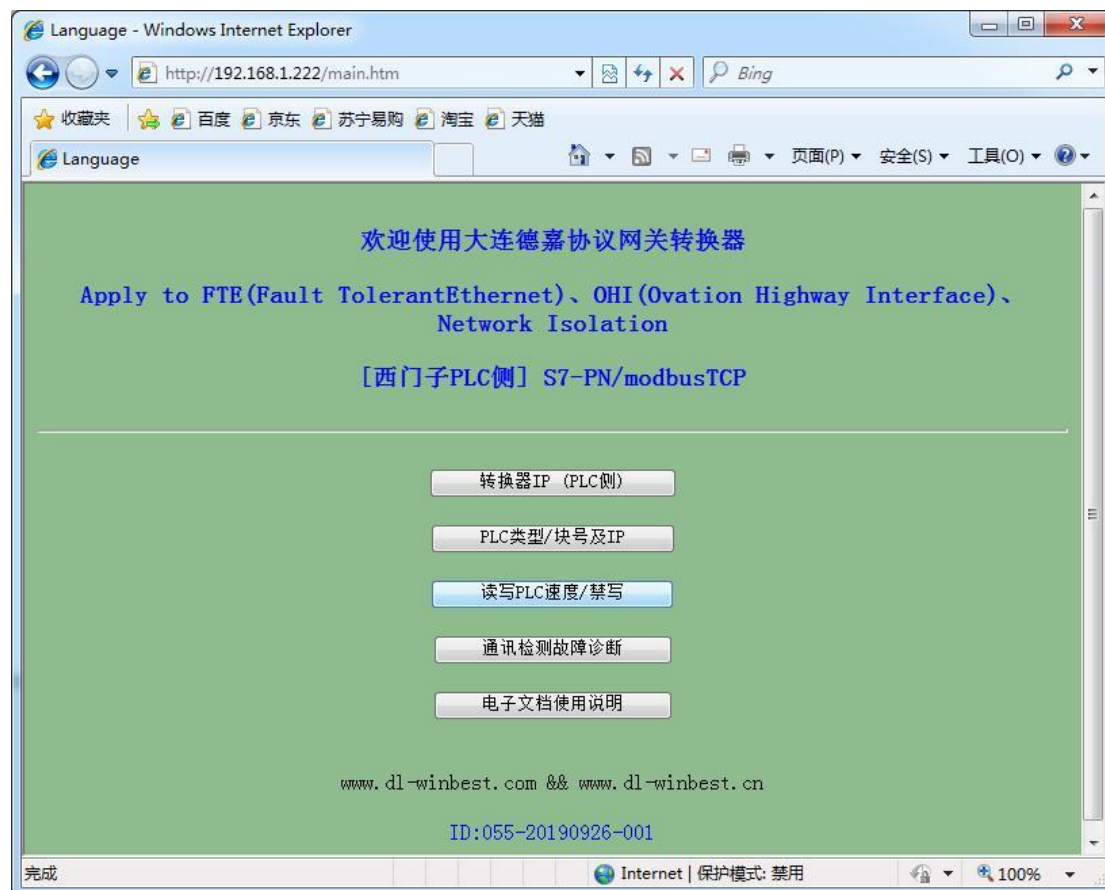 Language - Windows Internet Explorer
http://192.168.1.222/main.htm
Bing
收藏夹 百度 京东 苏宁易购 淘宝 天猫
Language 页面(P) 安全(S) 工具(O)
欢迎使用大连德嘉协议网关转换器
Apply to FTE(Fault TolerantEthernet)、OHI(Ovation Highway Interface)、
Network Isolation
[西门子PLC侧] S7-PN/modbusTCP
转换器IP (PLC侧)
PLC类型/块号及IP
读写PLC速度/禁写
通讯检测故障诊断
电子文档使用说明
www.dl-winbest.com && www.dl-winbest.cn
ID:055-20190926-001
完成 Internet | 保护模式: 禁用 100%